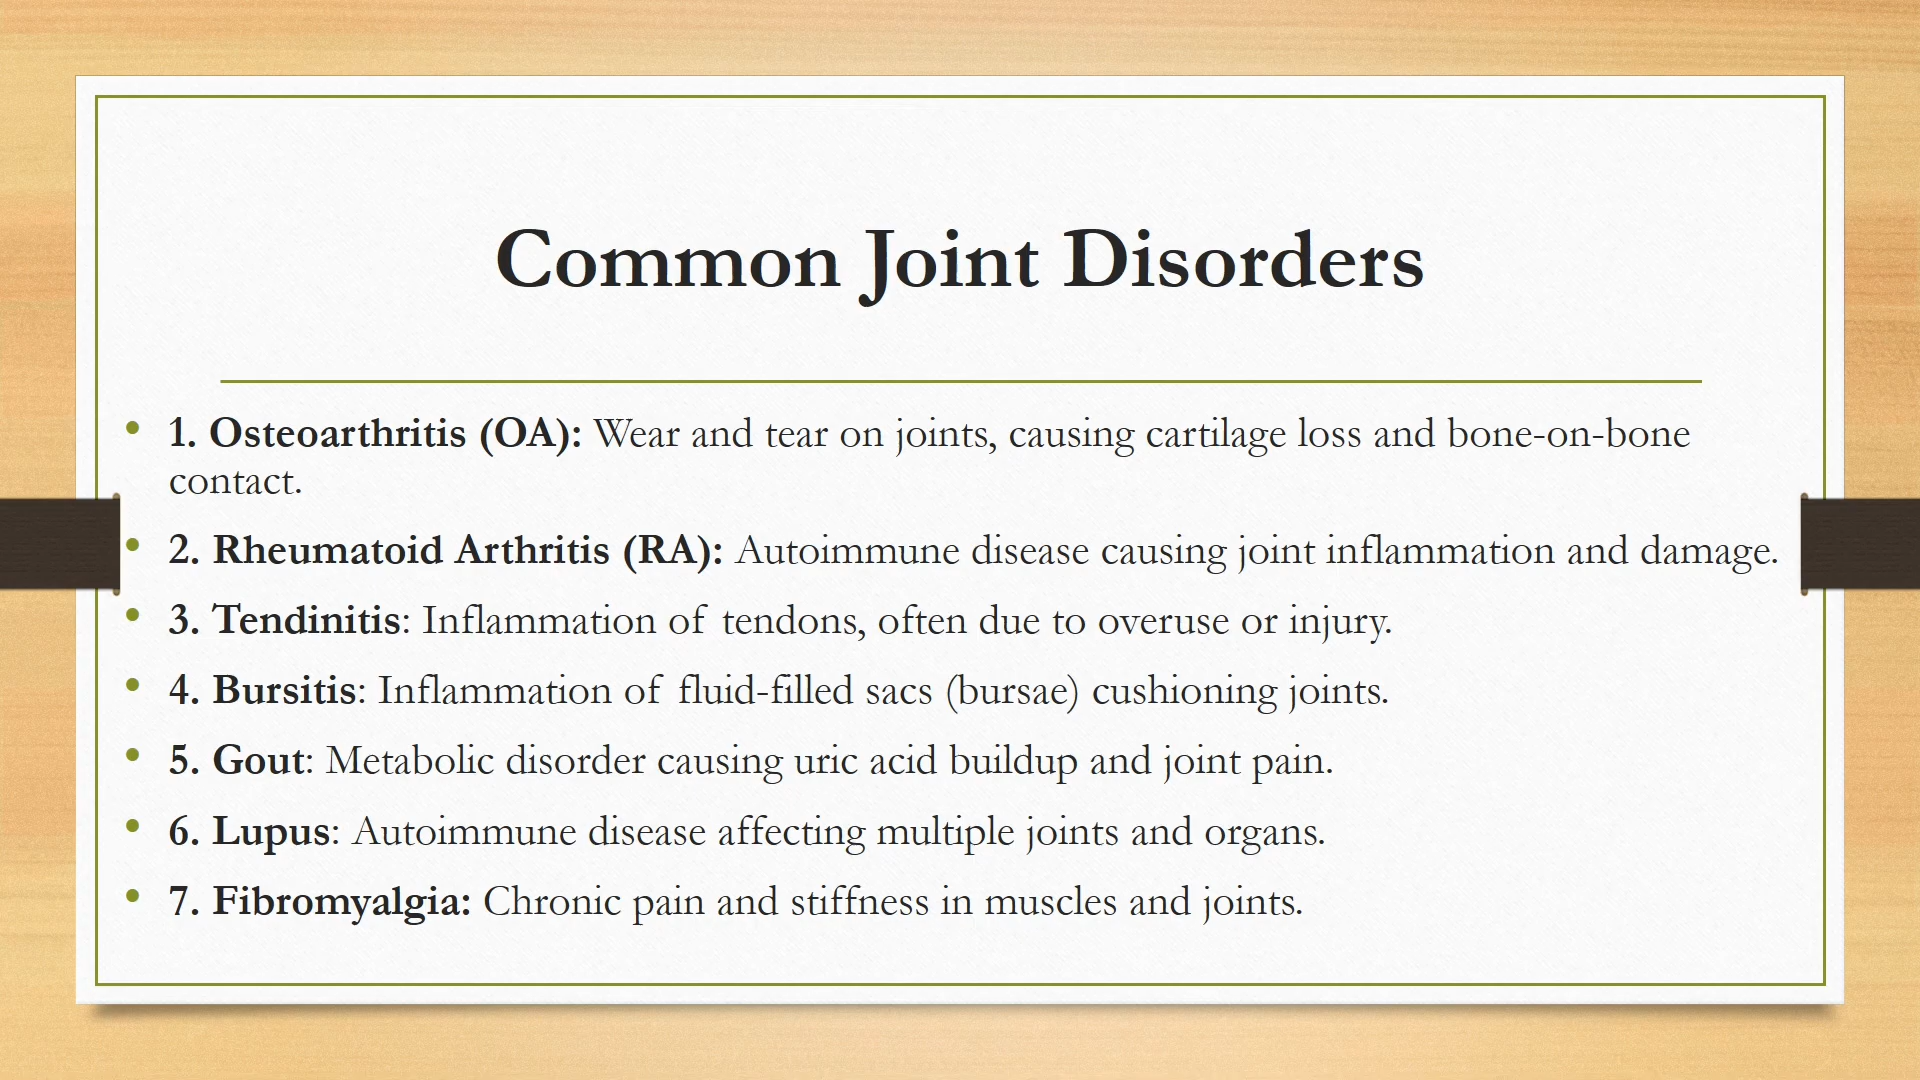 Common Joint Disorders
• 1. Osteoarthritis (OA): Wear and tear on joints, causing cartilage loss and bone-on-bone
contact.
• 2. Rheumatoid Arthritis (RA): Autoimmune disease causing joint inflammation and damage.
• 3. Tendinitis: Inflammation of tendons, often due to overuse or injury.
• 4. Bursitis: Inflammation of fluid-filled sacs (bursae) cushioning joints.
• 5. Gout: Metabolic disorder causing uric acid buildup and joint pain.
• 6. Lupus: Autoimmune disease affecting multiple joints and organs.
• 7. Fibromyalgia: Chronic pain and stiffness in muscles and joints.